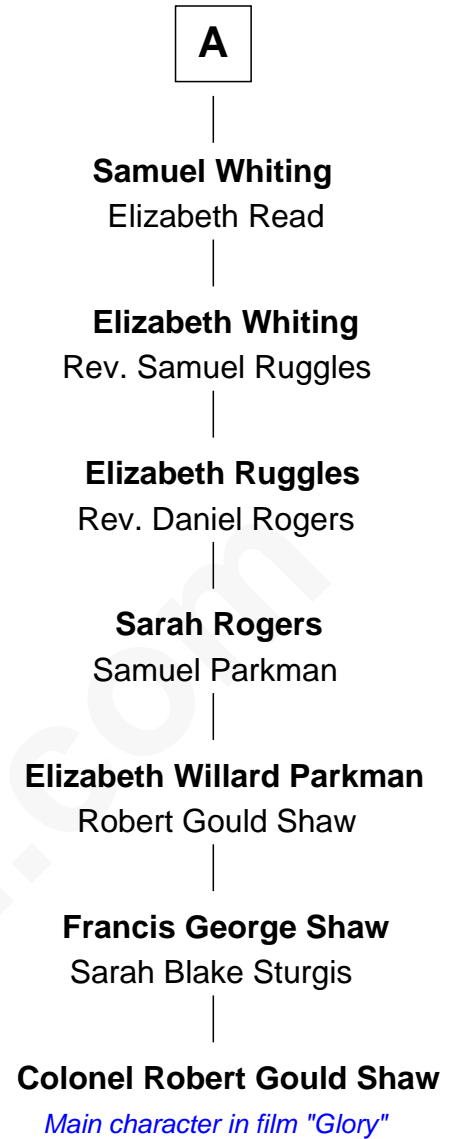 A
Samuel Whiting
Elizabeth Read
Elizabeth Whiting
Rev. Samuel Ruggles
Elizabeth Ruggles
Rev. Daniel Rogers
Sarah Rogers
Samuel Parkman
Elizabeth Willard Parkman
Robert Gould Shaw
Francis George Shaw
Sarah Blake Sturgis
Colonel Robert Gould Shaw
Main character in film "Glory"